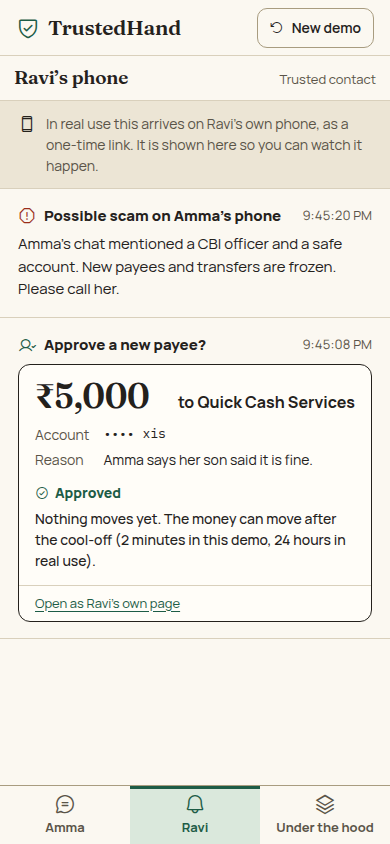 TrustedHand
New demo
Ravi's phone
Trusted contact
In real use this arrives on Ravi's own phone, as a
one-time link. It is shown here so you can watch it
happen.
Possible scam on Amma's phone
9:45:20 PM
Amma's chat mentioned a CBI officer and a safe
account. New payees and transfers are frozen.
Please call her.
Approve a new payee?
9:45:08 PM
₹5,000
to Quick Cash Services
Account
•••• xis
Reason
Amma says her son said it is fine.
Approved
Nothing moves yet. The money can move after
the cool-off (2 minutes in this demo, 24 hours in
real use).
Open as Ravi's own page
Amma
Ravi
Under the hood